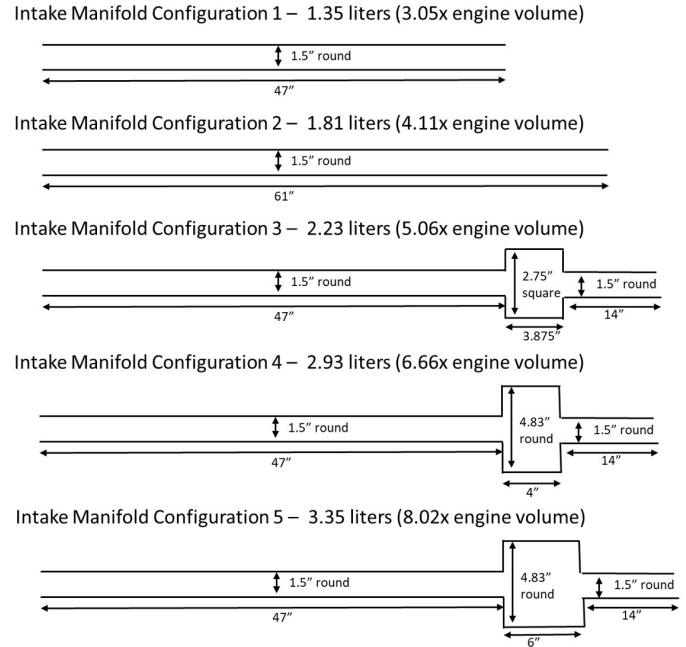 Intake Manifold Configuration 1 – 1.35 liters (3.05x engine volume)
1.5” round
47”
Intake Manifold Configuration 2 – 1.81 liters (4.11x engine volume)
1.5” round
61”
Intake Manifold Configuration 3 – 2.23 liters (5.06x engine volume)
1.5” round
2.75”
square
1.5” round
47”
14”
3.875”
Intake Manifold Configuration 4 – 2.93 liters (6.66x engine volume)
1.5” round
4.83”
round
1.5” round
47”
14”
4”
Intake Manifold Configuration 5 – 3.35 liters (8.02x engine volume)
1.5” round
4.83”
round
1.5” round
47”
14”
6”